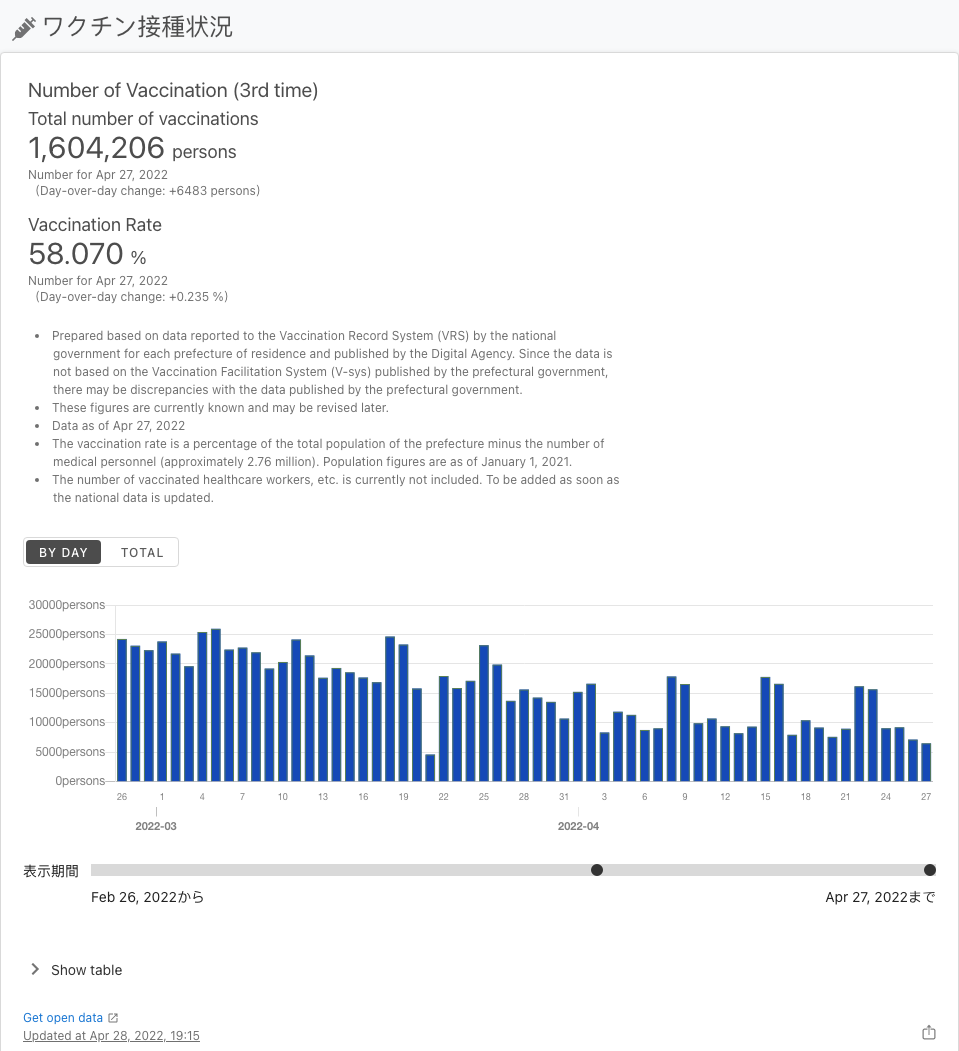 ワクチン接種状況
Number of Vaccination (3rd time)
Total number of vaccinations
1,604,206 persons
Number for Apr 27, 2022
(Day-over-day change: +6483 persons)
Vaccination Rate
58.070 %
Number for Apr 27, 2022
(Day-over-day change: +0.235 %)
• Prepared based on data reported to the Vaccination Record System (VRS) by the national
government for each prefecture of residence and published by the Digital Agency. Since the data is
not based on the Vaccination Facilitation System (V-sys) published by the prefectural government,
there may be discrepancies with the data published by the prefectural government.
• These figures are currently known and may be revised later.
• Data as of Apr 27, 2022
• The vaccination rate is a percentage of the total population of the prefecture minus the number of
medical personnel (approximately 2.76 million). Population figures are as of January 1, 2021.
• The number of vaccinated healthcare workers, etc. is currently not included. To be added as soon as
the national data is updated.
BY DAY TOTAL
30000persons
25000persons
20000persons
15000persons
10000persons
5000persons
0persons
26 1 4 7 10 13 16 19 22 25 28 31 3 6 9 12 15 18 21 24 27
2022-03 2022-04
表示期間
Feb 26, 2022から Apr 27, 2022まで
Show table
Get open data
Updated at Apr 28, 2022, 19:15